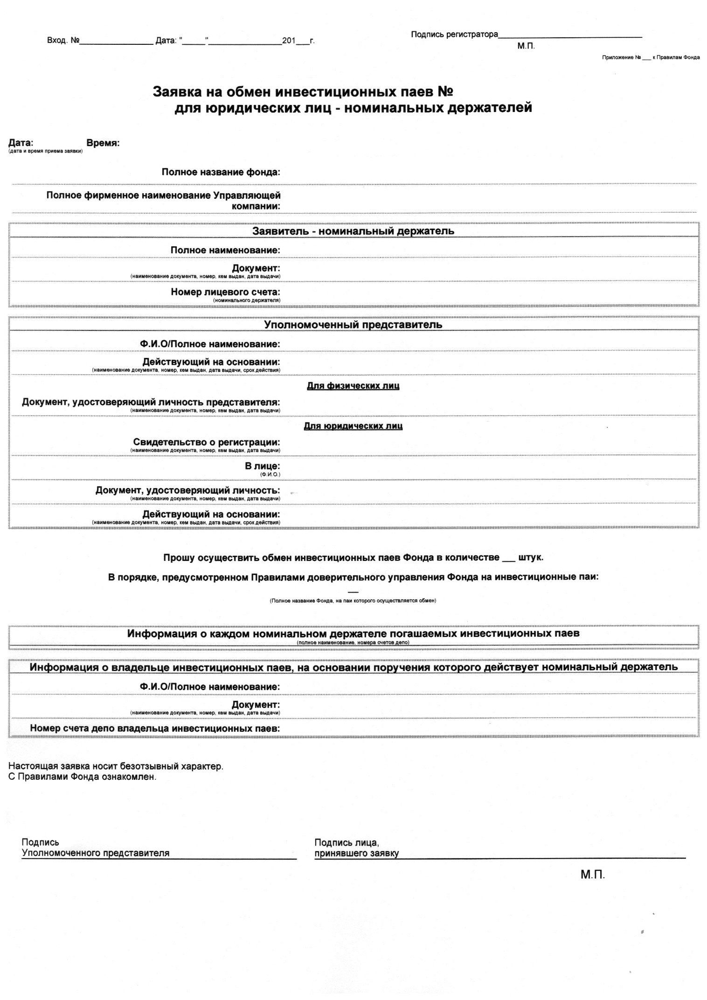 Вход. №________________ Дата: "_____"________________201___г.
Подпись регистратора_______________________________
М.П.
Приложение № ___ к Правилам Фонда
Заявка на обмен инвестиционных паев №
для юридических лиц - номинальных держателей
Дата: Время:
(дата и время приема заявки)
Полное название фонда:
Полное фирменное наименование Управляющей
компании:
Заявитель - номинальный держатель
Полное наименование:
Документ:
(наименование документа, номер, кем выдан, дата выдачи)
Номер лицевого счета:
(номинального держателя)
Уполномоченный представитель
Ф.И.О/Полное наименование:
Действующий на основании:
(наименование документа, номер, кем выдан, дата выдачи, срок действия)
Для физических лиц
Документ, удостоверяющий личность представителя:
(наименование документа, номер, кем выдан, дата выдачи)
Для юридических лиц
Свидетельство о регистрации:
(наименование документа, номер, кем выдан, дата выдачи)
В лице:
(Ф.И.О.)
Документ, удостоверяющий личность:
(наименование документа, номер, кем выдан, дата выдачи)
Действующий на основании:
(наименование документа, номер, кем выдан, дата выдачи, срок действия)
Прошу осуществить обмен инвестиционных паев Фонда в количестве ___ штук.
В порядке, предусмотренном Правилами доверительного управления Фонда на инвестиционные паи:
__
(Полное название Фонда, на паи которого осуществляется обмен)
Информация о каждом номинальном держателе погашаемых инвестиционных паев
(полное наименование, номера счетов депо)
Информация о владельце инвестиционных паев, на основании поручения которого действует номинальный держатель
Ф.И.О/Полное наименование:
Документ:
(наименование документа, номер, кем выдан, дата выдачи)
Номер счета депо владельца инвестиционных паев:
Настоящая заявка носит безотзывный характер.
С Правилами Фонда ознакомлен.
Подпись
Уполномоченного представителя
Подпись лица,
принявшего заявку
М.П.